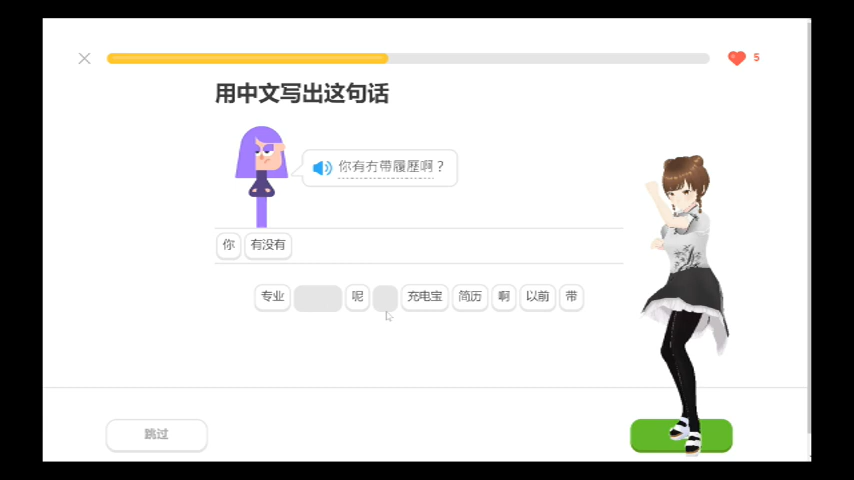 5
用中文写出这句话
你有冇帶履歷啊？
你 有没有
专业 呢 充电宝 简历 啊 以前 带
跳过